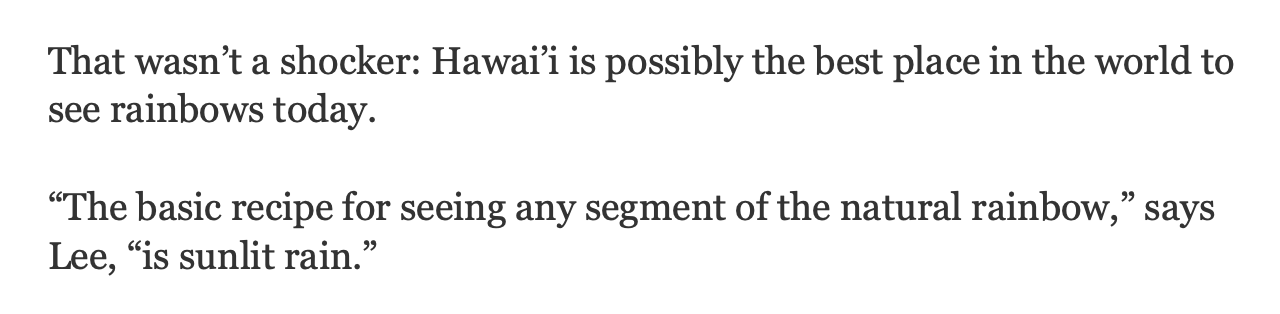 That wasn’t a shocker: Hawai’i is possibly the best place in the world to
see rainbows today.
“The basic recipe for seeing any segment of the natural rainbow,” says
Lee, “is sunlit rain.”